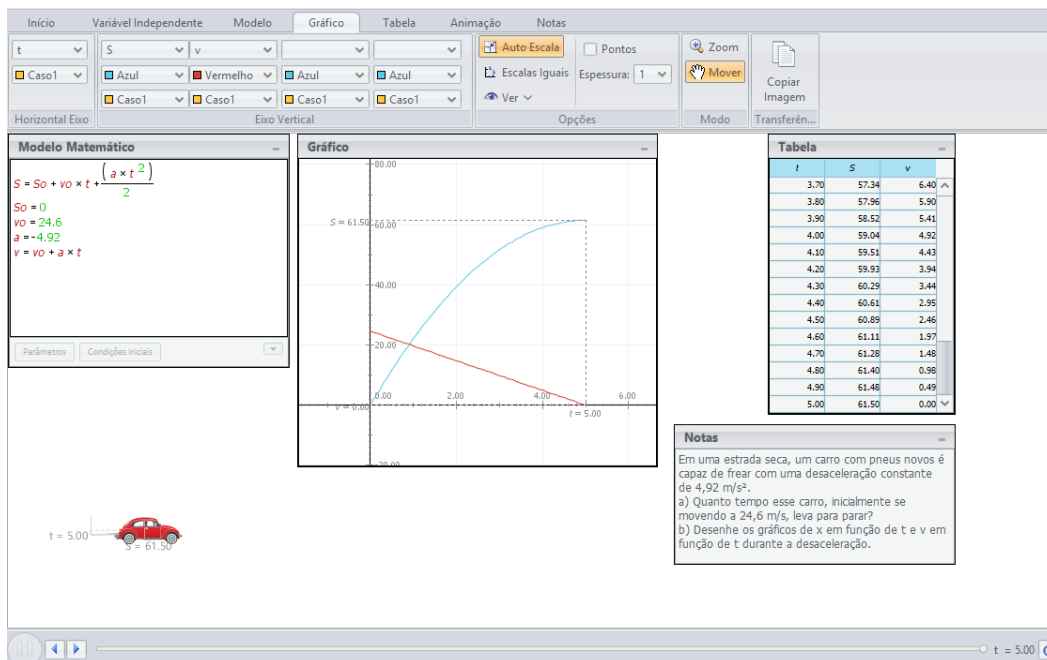 Início Variável Independente Modelo Gráfico Tabela Animação Notas
t S v Auto Escala Pontos Zoom
Caso1 Azul Vermelho Azul Azul Escalas Iguais Espessura: 1 Mover
Caso1 Caso1 Caso1 Caso1 Ver Copiar Imagem
Horizontal Eixo Eixo Vertical Opções Modo Transferên...
Modelo Matemático
S = So + vo × t + (a × t 2) / 2
So = 0
vo = 24.6
a = -4.92
v = vo + a × t
Parâmetros Condições Iniciais
Gráfico
80.00
S = 61.50
60.00
40.00
20.00
v = 0.00
0.00 2.00 4.00 6.00
t = 5.00
-20.00
Tabela
t S v
3.70 57.34 6.40
3.80 57.96 5.90
3.90 58.52 5.41
4.00 59.04 4.92
4.10 59.51 4.43
4.20 59.93 3.94
4.30 60.29 3.44
4.40 60.61 2.95
4.50 60.89 2.46
4.60 61.11 1.97
4.70 61.28 1.48
4.80 61.40 0.98
4.90 61.48 0.49
5.00 61.50 0.00
Notas
Em uma estrada seca, um carro com pneus novos é
capaz de frear com uma desaceleração constante
de 4,92 m/s².
a) Quanto tempo esse carro, inicialmente se
movendo a 24,6 m/s, leva para parar?
b) Desenhe os gráficos de x em função de t e v em
função de t durante a desaceleração.
t = 5.00
S = 61.50
t = 5.00